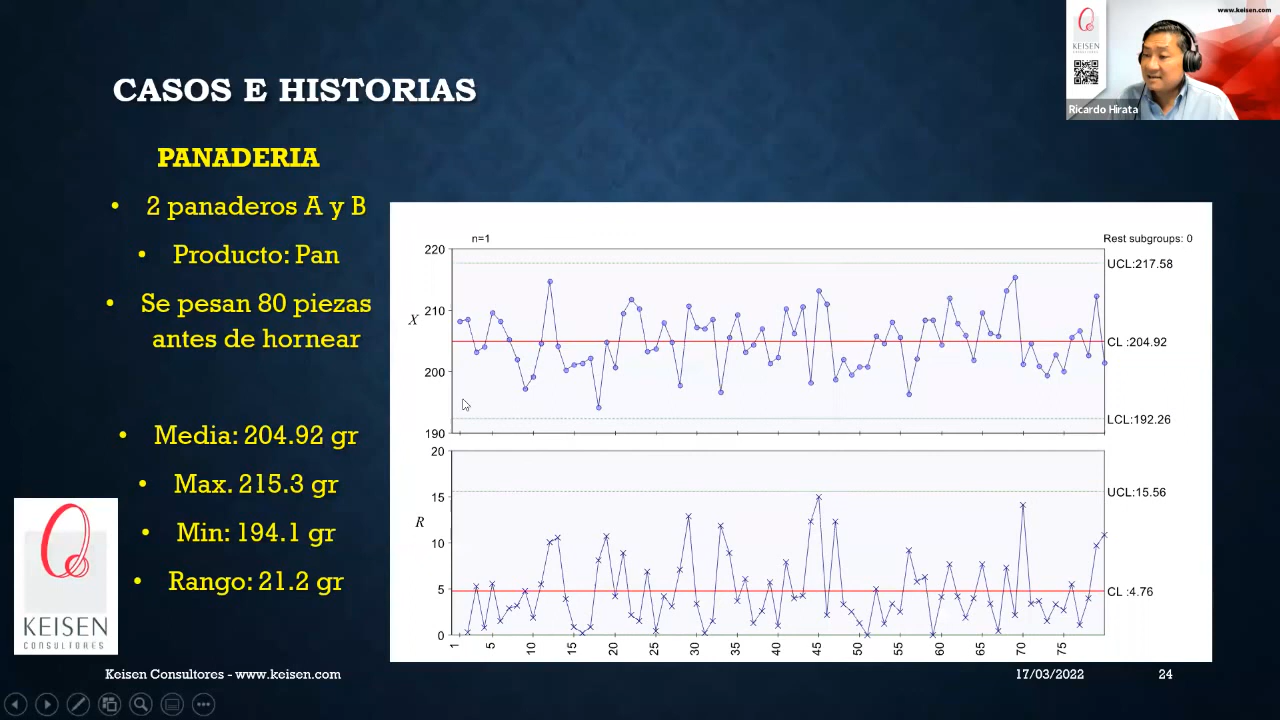 www.keisen.com
KEISEN
CONSULTORES
Ricardo Hirata
CASOS E HISTORIAS
PANADERIA
• 2 panaderos A y B
• Producto: Pan
• Se pesan 80 piezas
antes de hornear
• Media: 204.92 gr
• Max. 215.3 gr
• Min: 194.1 gr
• Rango: 21.2 gr
n=1
Rest subgroups: 0
220
UCL:217.58
210
X
CL :204.92
200
LCL:192.26
190
20
UCL:15.56
15
R
10
5
CL :4.76
0
1 5 10 15 20 25 30 35 40 45 50 55 60 65 70 75
KEISEN
CONSULTORES
Keisen Consultores - www.keisen.com
17/03/2022
24